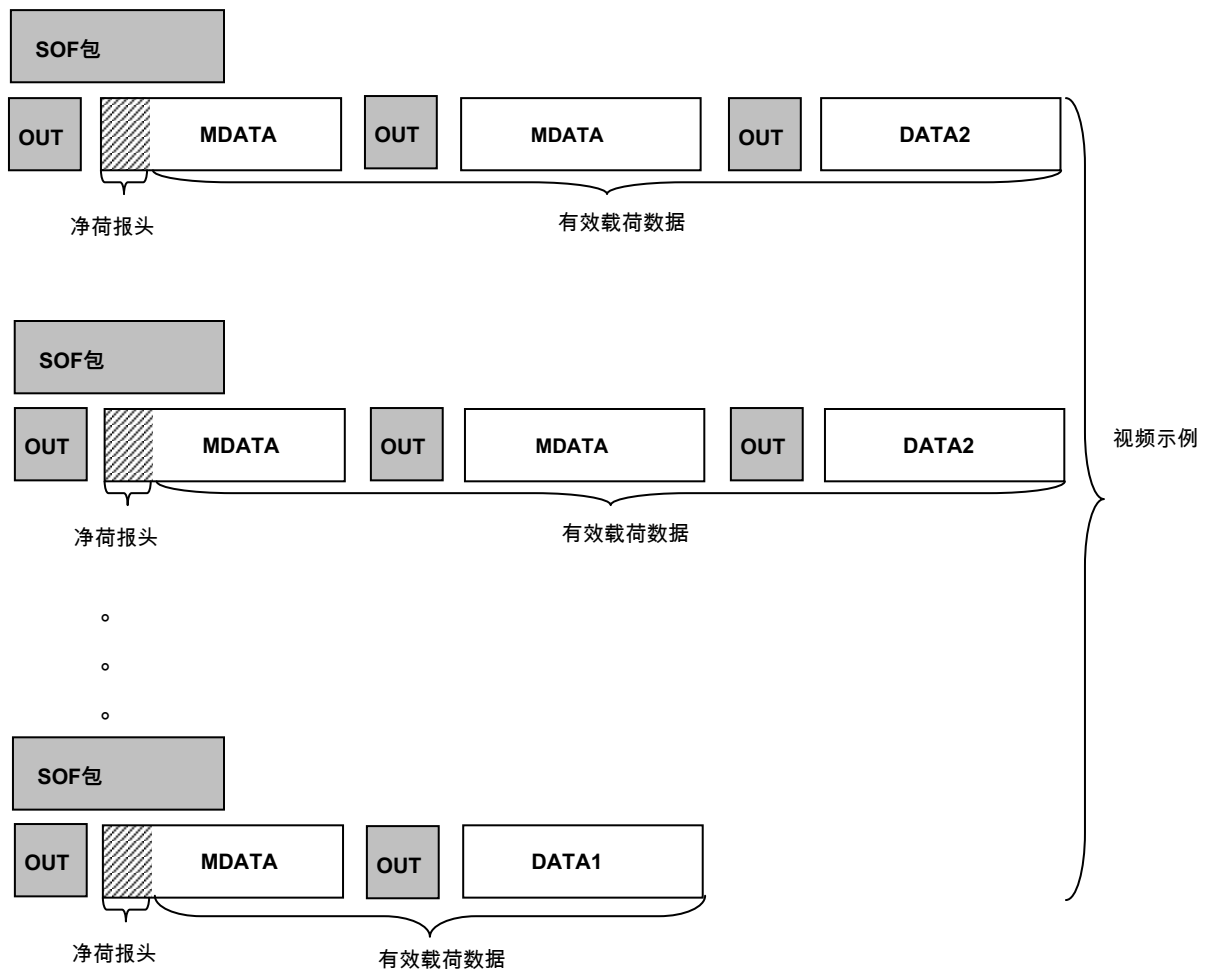 SOF包
OUT MDATA OUT MDATA OUT DATA2
净荷报头 有效载荷数据
SOF包
OUT MDATA OUT MDATA OUT DATA2
视频示例
净荷报头 有效载荷数据
。
。
。
SOF包
OUT MDATA OUT DATA1
净荷报头 有效载荷数据